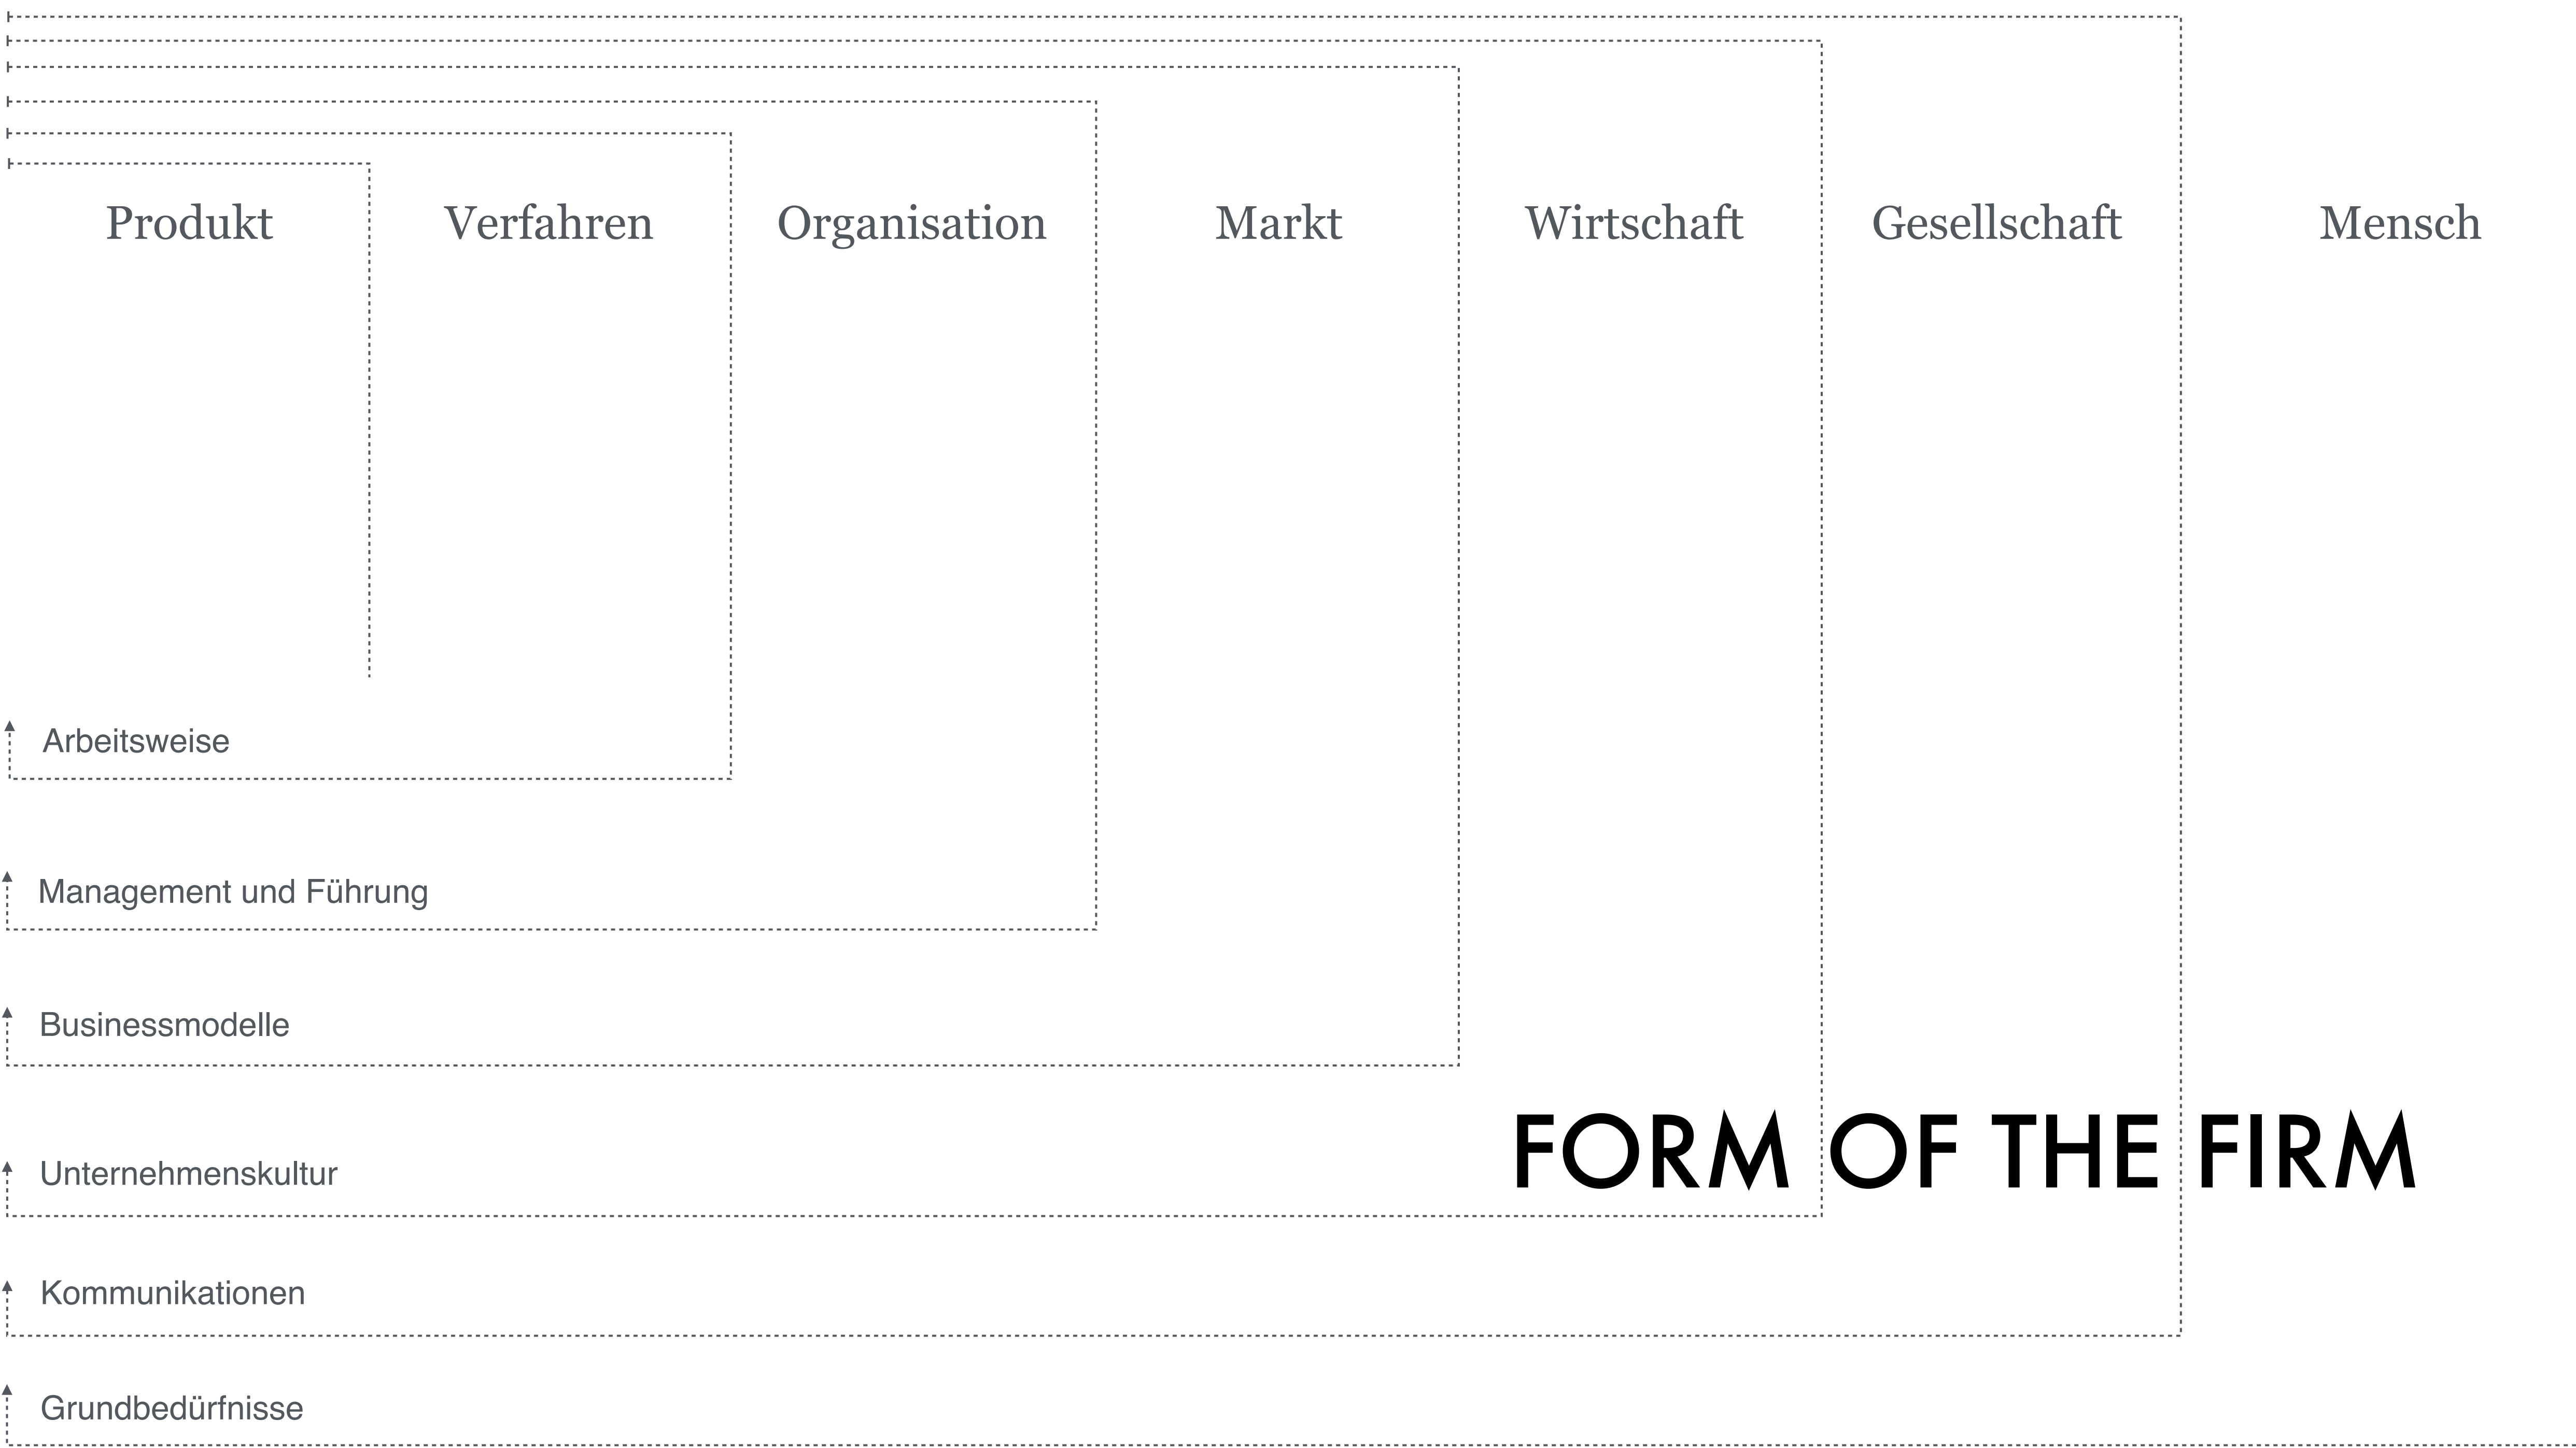 Produkt
Verfahren
Organisation
Markt
Wirtschaft
Gesellschaft
Mensch
Arbeitsweise
Management und Führung
Businessmodelle
FORM OF THE FIRM
Unternehmenskultur
Kommunikationen
Grundbedürfnisse